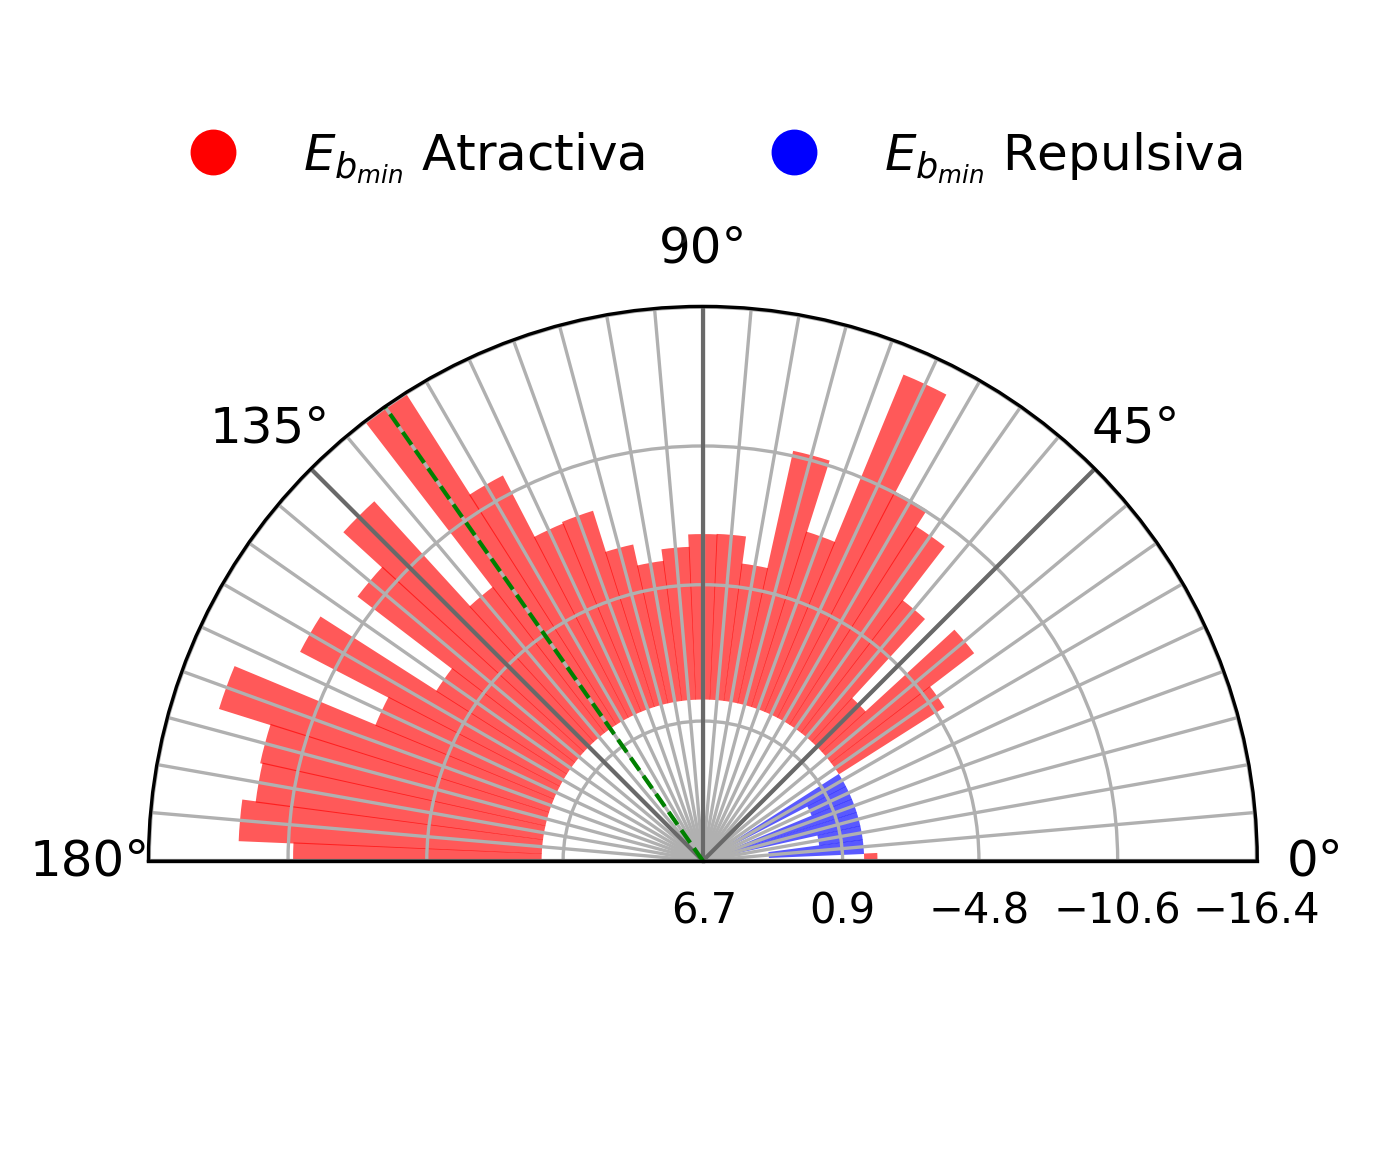 E_{b_{min}} Atractiva E_{b_{min}} Repulsiva
90°
135° 45°
180° 0°
6.7 0.9 −4.8 −10.6 −16.4